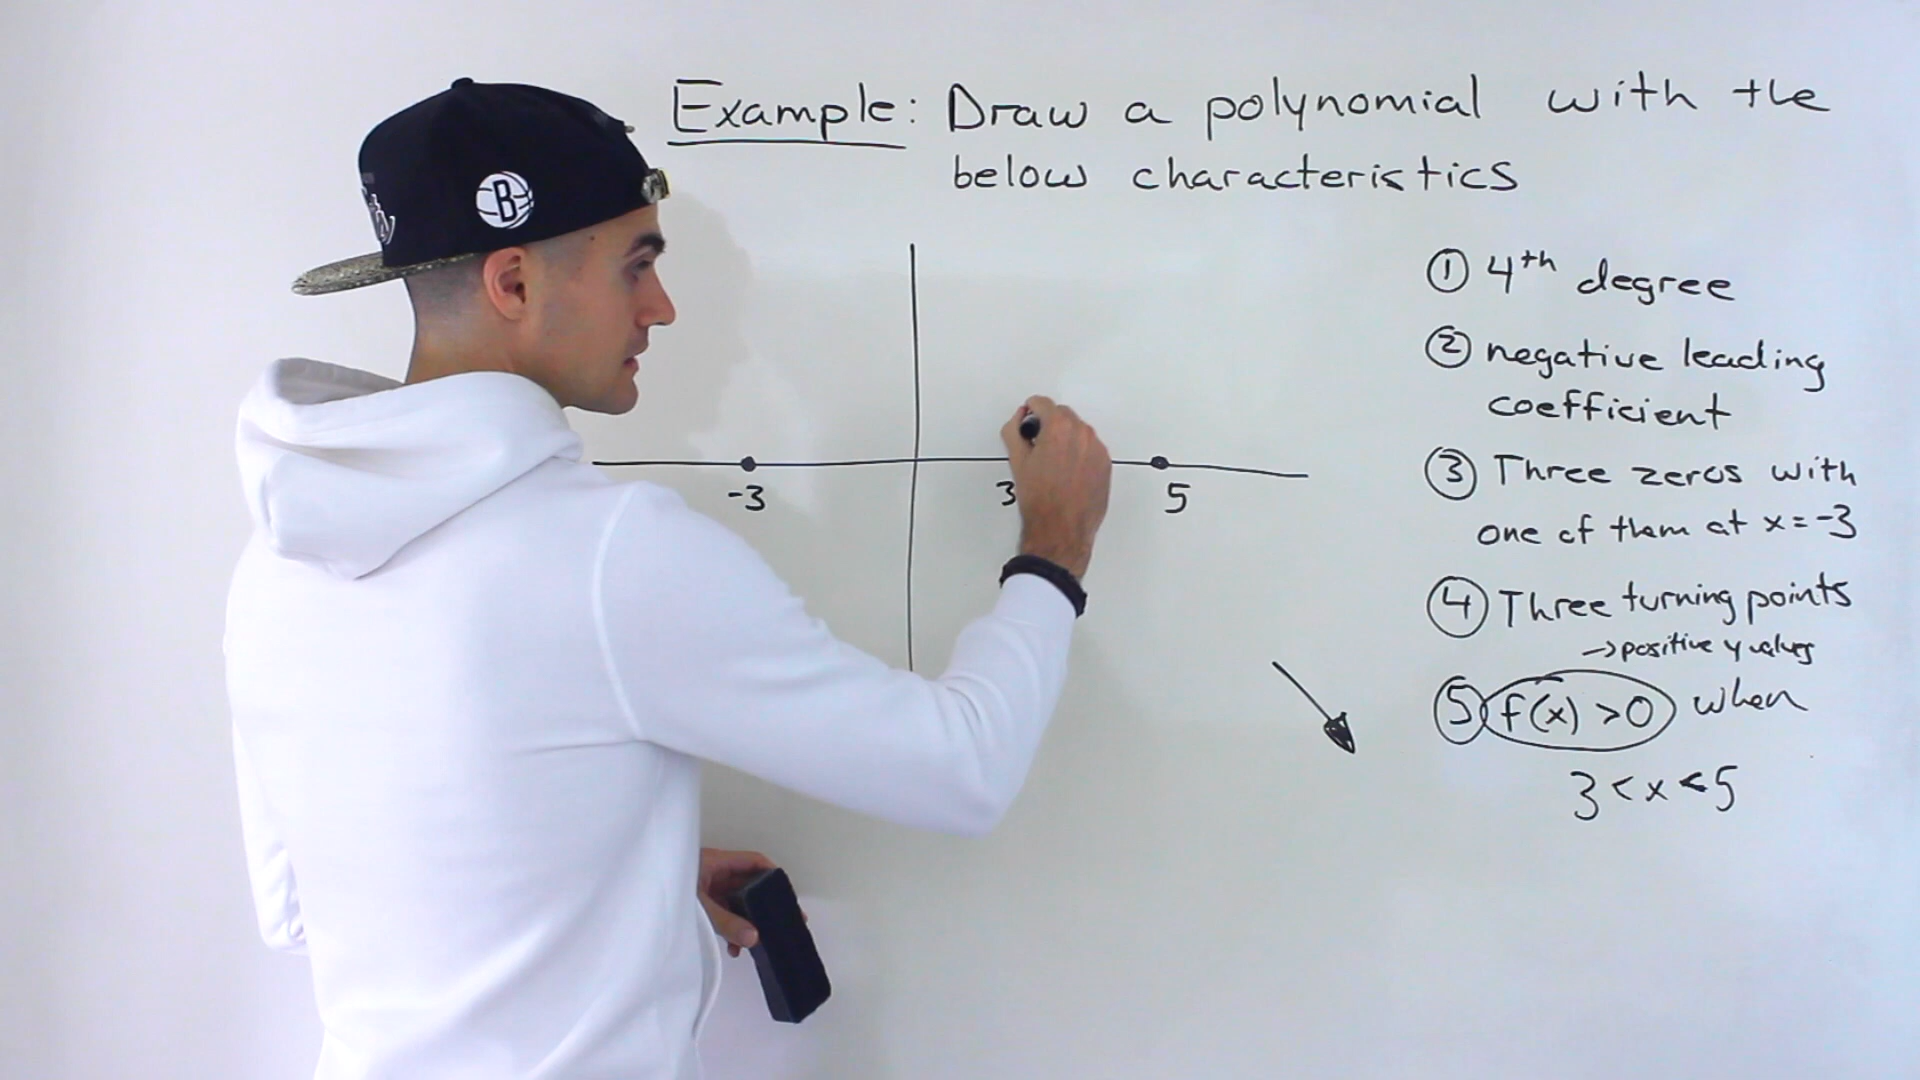 Example: Draw a polynomial with the
below characteristics
① 4th degree
② negative leading
coefficient
③ Three zeros with
one of them at x=-3
④ Three turning points
→positive y values
⑤ f(x) >0 when
3<x<5
-3 3 5
B